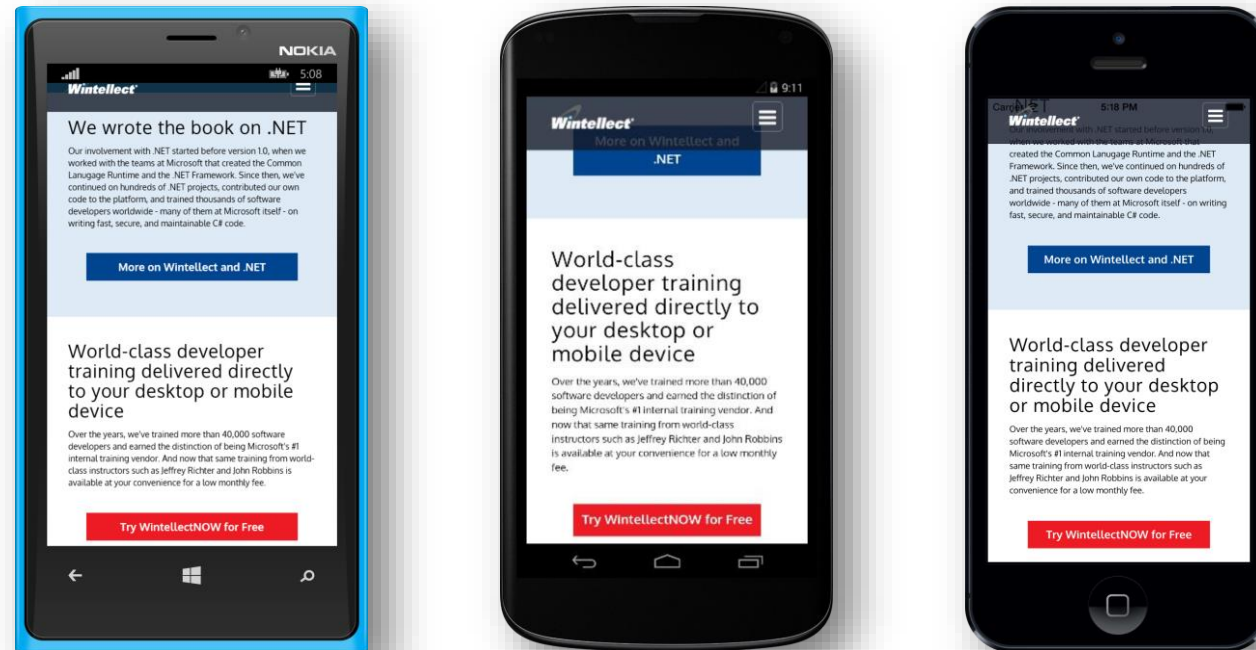 NOKIA
5:08
Wintellect
We wrote the book on .NET
Our involvement with .NET started before version 1.0, when we
worked with the teams at Microsoft that created the Common
Lanugage Runtime and the .NET Framework. Since then, we've
continued on hundreds of .NET projects, contributed our own
code to the platform, and trained thousands of software
developers worldwide - many of them at Microsoft itself - on
writing fast, secure, and maintainable C# code.
More on Wintellect and .NET
World-class developer
training delivered directly
to your desktop or mobile
device
Over the years, we've trained more than 40,000 software
developers and earned the distinction of being Microsoft's #1
internal training vendor. And now that same training from world-
class instructors such as Jeffrey Richter and John Robbins is
available at your convenience for a low monthly fee.
Try WintellectNOW for Free
9:11
Wintellect
More on Wintellect and
.NET
World-class
developer training
delivered directly to
your desktop or
mobile device
Over the years, we've trained more than 40,000
software developers and earned the distinction of
being Microsoft's #1 internal training vendor. And
now that same training from world-class
instructors such as Jeffrey Richter and John Robbins
is available at your convenience for a low monthly
fee.
Try WintellectNOW for Free
5:18 PM
.NET
Wintellect
Our involvement with .NET started before version 1.0,
when we worked with the teams at Microsoft that
created the Common Lanugage Runtime and the .NET
Framework. Since then, we've continued on hundreds of
.NET projects, contributed our own code to the platform,
and trained thousands of software developers
worldwide - many of them at Microsoft itself - on writing
fast, secure, and maintainable C# code.
More on Wintellect and .NET
World-class developer
training delivered
directly to your desktop
or mobile device
Over the years, we've trained more than 40,000
software developers and earned the distinction of being
Microsoft's #1 internal training vendor. And now that
same training from world-class instructors such as
Jeffrey Richter and John Robbins is available at your
convenience for a low monthly fee.
Try WintellectNOW for Free